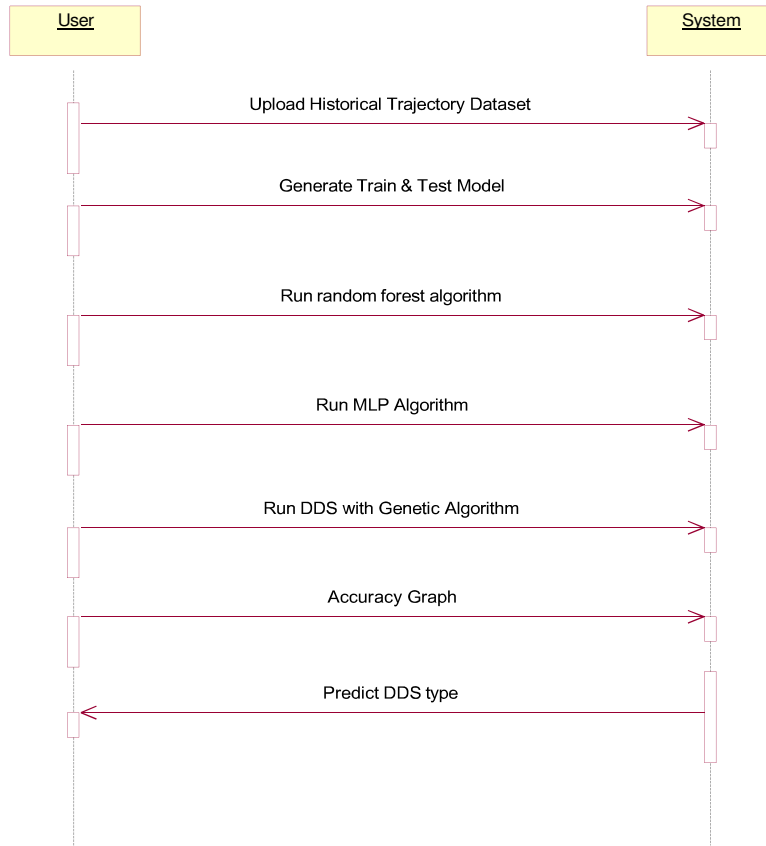 User
System
Upload Historical Trajectory Dataset
Generate Train & Test Model
Run random forest algorithm
Run MLP Algorithm
Run DDS with Genetic Algorithm
Accuracy Graph
Predict DDS type